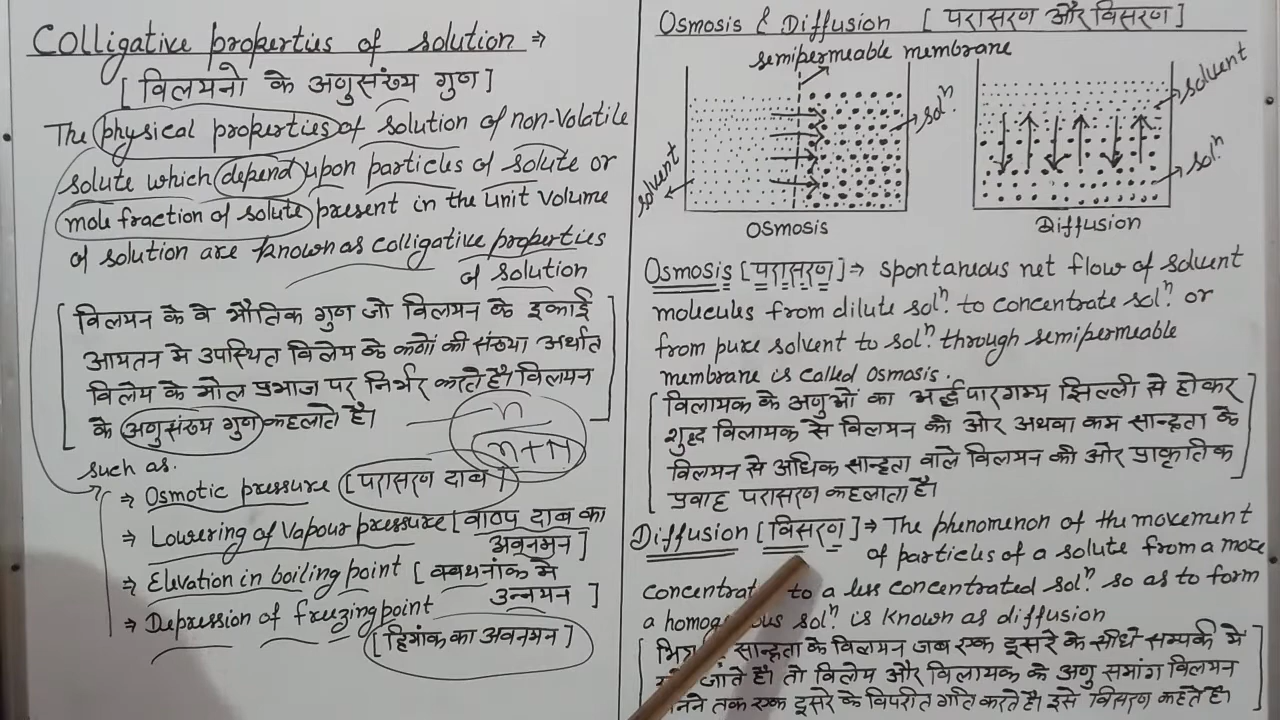 Colligative properties of solution ⇒
[विलयनो के अणुसंख्य गुण]
The physical properties of solution of non-volatile
solute which depend upon particles of solute or
mole fraction of solute present in the unit volume
of solution are known as colligative properties
of solution
[विलयन के वे भौतिक गुण जो विलयन के इकाई
आयतन मे उपस्थित विलेय के कणों की संख्या अर्थात
विलेय के मोल प्रभाज पर निर्भर करते है। विलयन
के अणुसंख्य गुण कहलाते है।]
n
n+N
such as.
⇒ Osmotic pressure [परासरण दाब]
⇒ Lowering of Vapour pressure [वाष्प दाब का
अवनमन]
⇒ Elevation in boiling point [क्वथनांक मे
उन्नयन]
⇒ Depression of freezing point
[हिमांक का अवनमन]
Osmosis & Diffusion [परासरण और विसरण]
semipermeable membrane
solvent
solⁿ.
Osmosis
solvent
solⁿ.
Diffusion
Osmosis [परासरण] ⇒ spontaneous net flow of solvent
molecules from dilute solⁿ. to concentrate solⁿ. or
from pure solvent to solⁿ. through semipermeable
membrane is called osmosis.
[विलायक के अणुओं का अर्द्धपारगम्य झिल्ली से होकर
शुद्ध विलायक से विलयन की ओर अथवा कम सान्द्रता के
विलयन से अधिक सान्द्रता वाले विलयन की ओर प्राकृतिक
प्रवाह परासरण कहलाता है।]
Diffusion [विसरण] ⇒ The phenomenon of the movement
of particles of a solute from a more
to a less concentrated solⁿ. so as to form
a solⁿ. is known as diffusion
[सान्द्रता के विलयन जब एक दूसरे के सीधे सम्पर्क मे
जाते है। तो विलेय और विलायक के अणु समांग विलयन
तक एक दूसरे के विपरीत गति करते है। इसे विसरण कहते है।]